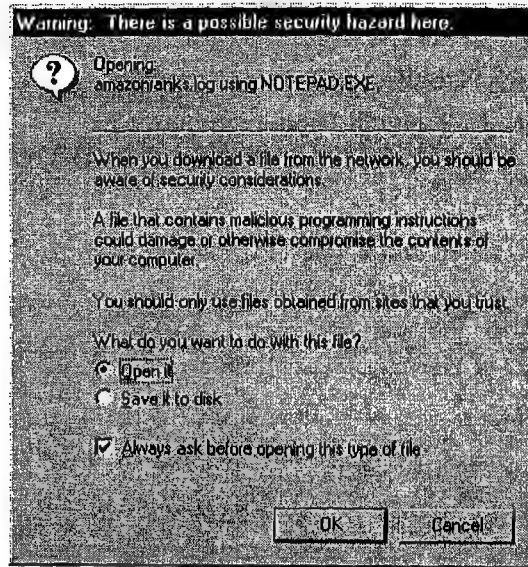 Warning: There is a possible security hazard here.
Opening:
amazonranks.log using NOTEPAD.EXE.
When you download a file from the network, you should be
aware of security considerations.
A file that contains malicious programming instructions
could damage or otherwise compromise the contents of
your computer.
You should only use files obtained from sites that you trust.
What do you want to do with this file?
Open it
Save it to disk
Always ask before opening this type of file
OK
Cancel